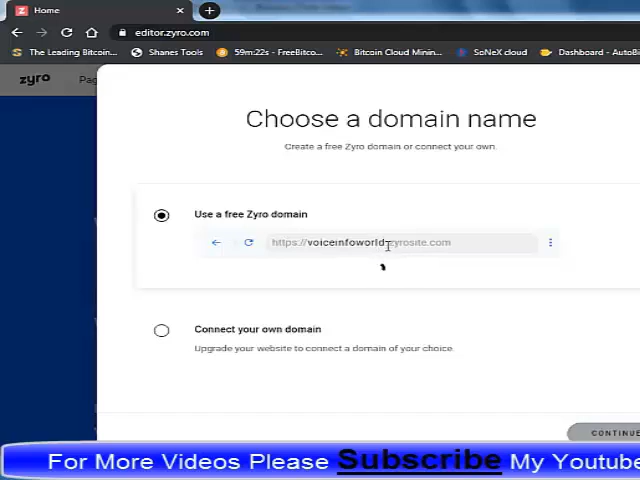 Home
editor.zyro.com
The Leading Bitcoin...
Shanes Tools
59m:22s - FreeBitco...
Bitcoin Cloud Minin...
SoNeX cloud
Dashboard - AutoBi
zyro
Pag
Choose a domain name
Create a free Zyro domain or connect your own.
Use a free Zyro domain
https://voiceinfoworld.zyrosite.com
Connect your own domain
Upgrade your website to connect a domain of your choice.
CONTINUE
For More Videos Please Subscribe My Youtube